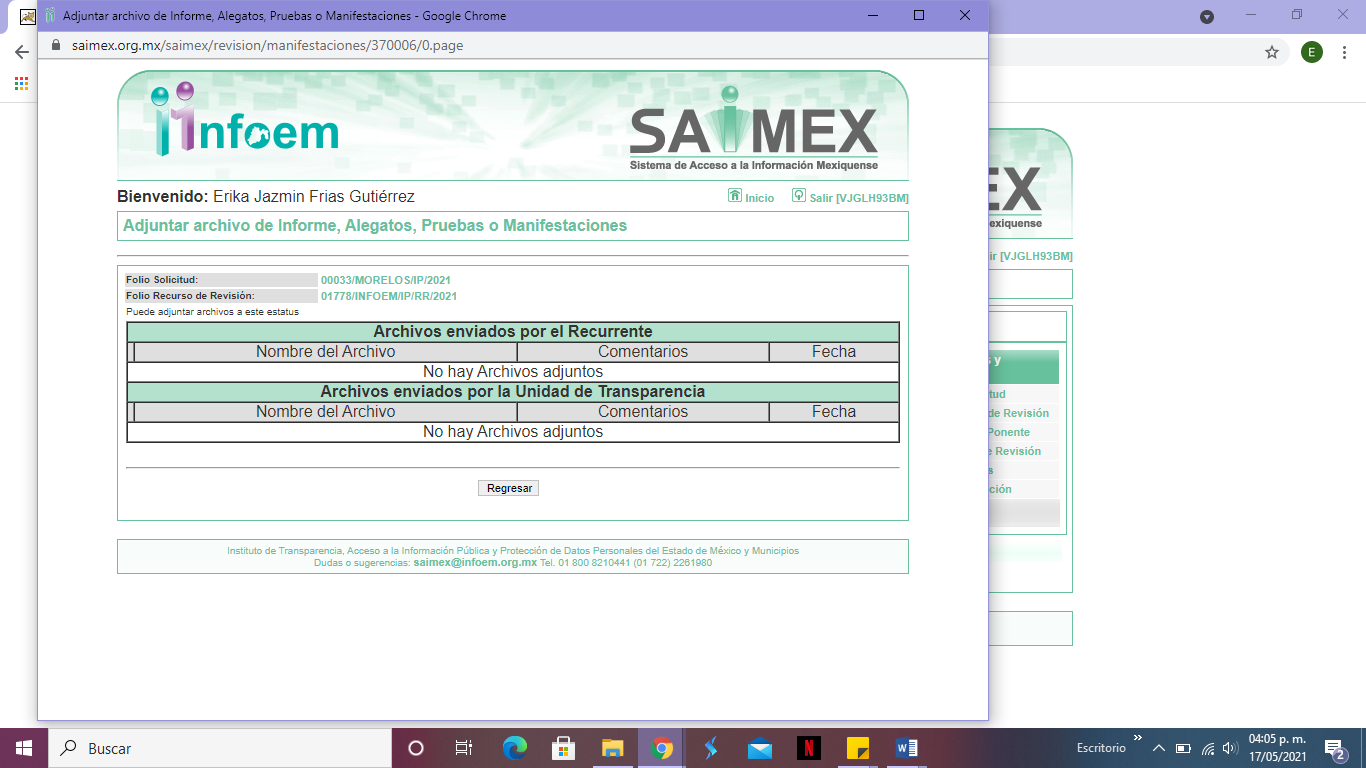 Adjuntar archivo de Informe, Alegatos, Pruebas o Manifestaciones - Google Chrome
saimex.org.mx/saimex/revision/manifestaciones/370006/0.page
E
infoem
SAIMEX
Sistema de Acceso a la Información Mexiquense
EX
exiquense
Bienvenido: Erika Jazmin Frias Gutiérrez
Inicio
Salir [VJGLH93BM]
ir [VJGLH93BM]
Adjuntar archivo de Informe, Alegatos, Pruebas o Manifestaciones
Folio Solicitud: 00033/MORELOS/IP/2021
Folio Recurso de Revisión: 01778/INFOEM/IP/RR/2021
Puede adjuntar archivos a este estatus
Archivos enviados por el Recurrente
Nombre del Archivo Comentarios Fecha
No hay Archivos adjuntos
Archivos enviados por la Unidad de Transparencia
Nombre del Archivo Comentarios Fecha
No hay Archivos adjuntos
Regresar
y
tud
de Revisión
Ponente
e Revisión
s
ción
Instituto de Transparencia, Acceso a la Información Pública y Protección de Datos Personales del Estado de México y Municipios
Dudas o sugerencias: saimex@infoem.org.mx Tel. 01 800 8210441 (01 722) 2261980
Buscar
Escritorio
04:05 p. m.
17/05/2021
2